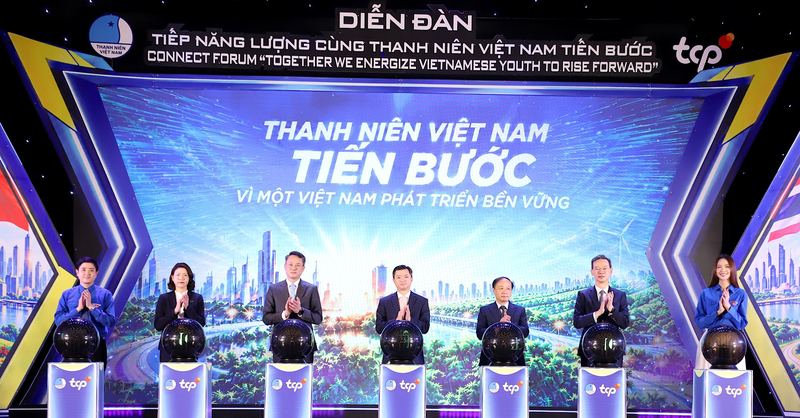 DIỄN ĐÀN
TIẾP NĂNG LƯỢNG CÙNG THANH NIÊN VIỆT NAM TIẾN BƯỚC
CONNECT FORUM “TOGETHER WE ENERGIZE VIETNAMESE YOUTH TO RISE FORWARD”
THANH NIÊN
VIỆT NAM
tcp
THANH NIÊN VIỆT NAM
TIẾN BƯỚC
VÌ MỘT VIỆT NAM PHÁT TRIỂN BỀN VỮNG
tcp
tcp
tcp
tcp
tcp
tcp
tcp